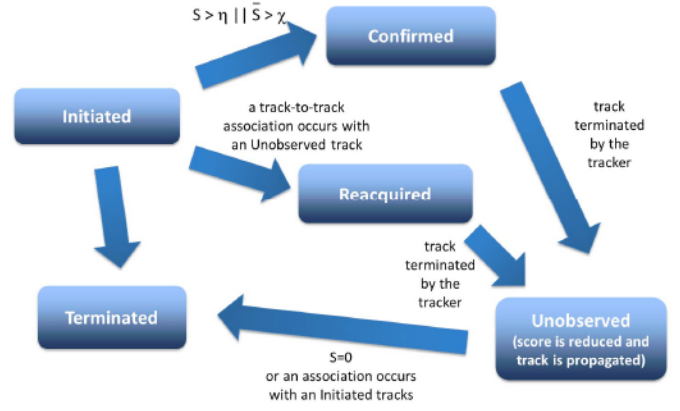 S > η || S̄ > χ
Confirmed
Initiated
a track-to-track
association occurs with
an Unobserved track
track
terminated
by the
tracker
Reacquired
track
terminated
by the
tracker
Terminated
Unobserved
(score is reduced and
track is propagated)
S=0
or an association occurs
with an Initiated tracks